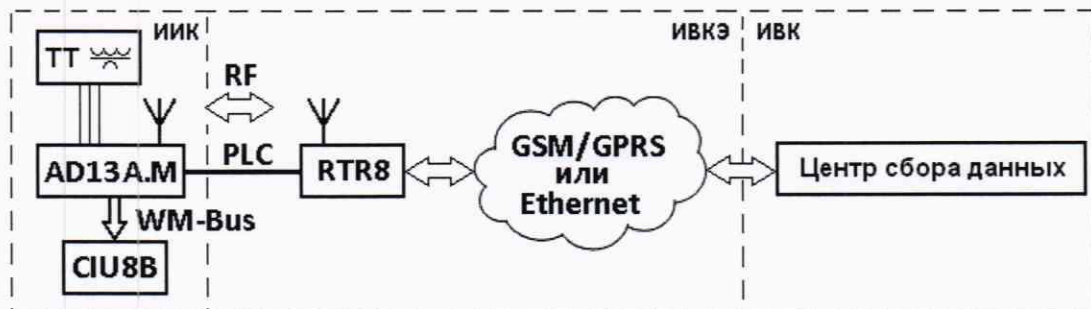 ИИК
ИВКЭ
ИВК
ТТ
RF
AD13A.M
PLC
RTR8
GSM/GPRS
или
Ethernet
Центр сбора данных
WM-Bus
CIU8B